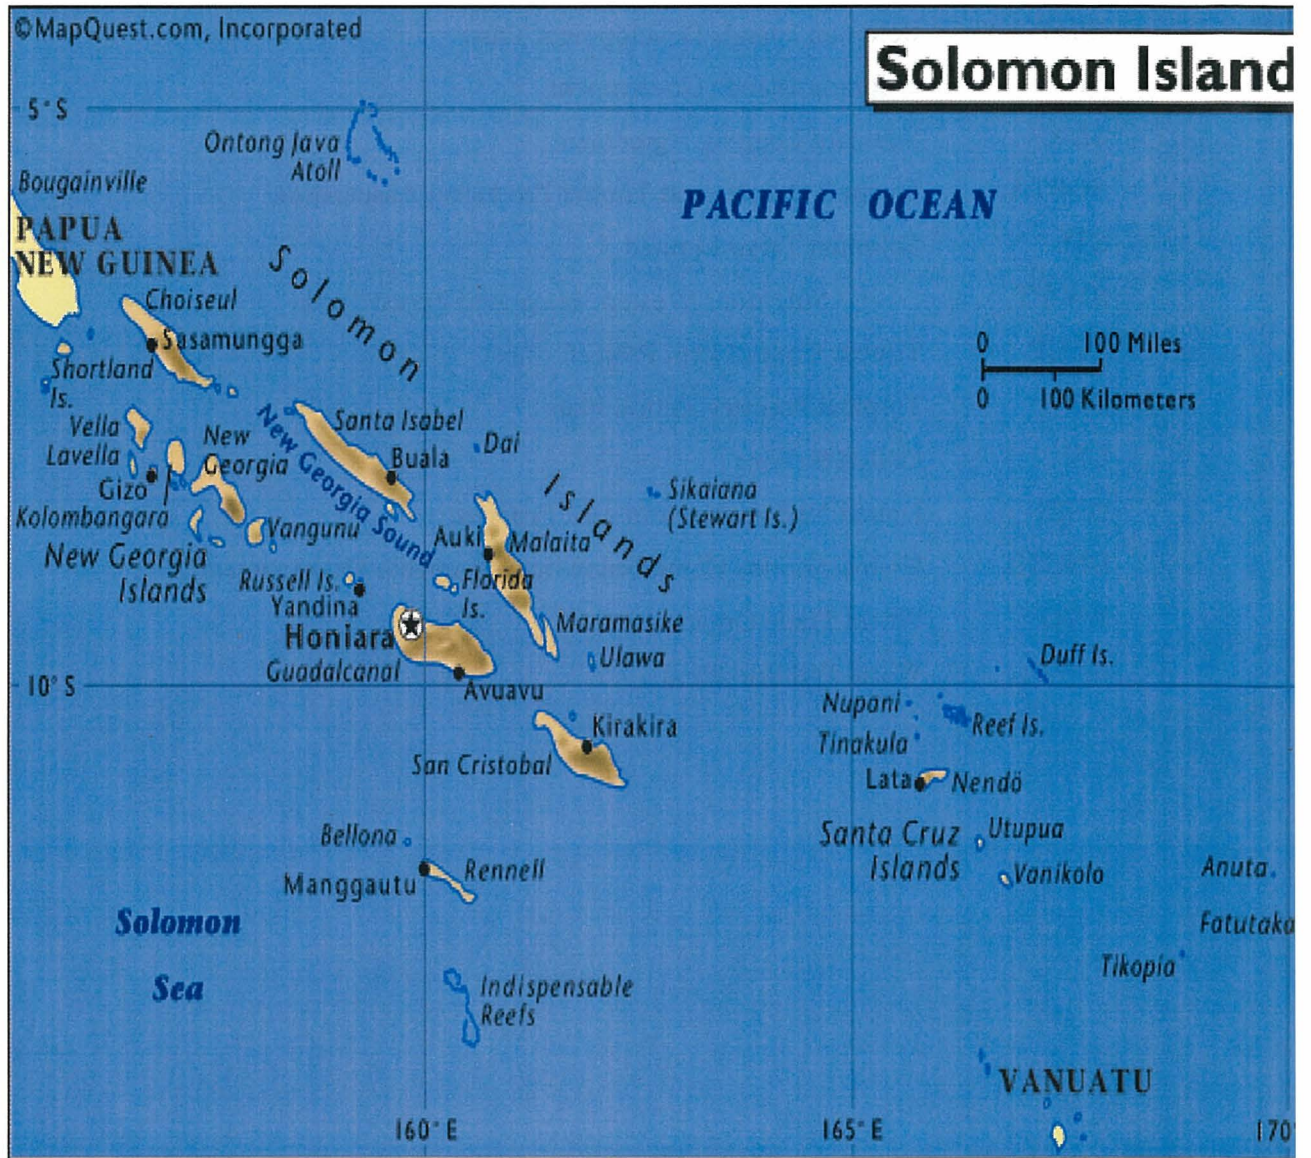 ©MapQuest.com, Incorporated
Solomon Island
5°S
Ontong Java
Atoll
Bougainville
PACIFIC OCEAN
PAPUA
NEW GUINEA
Solomon
Choiseul
Sasamungga
0 100 Miles
0 100 Kilometers
Shortland
Is.
Vella
Lavella
New
Georgia
New Georgia Sound
Santa Isabel
Buala
Dai
Islands
Sikaiana
(Stewart Is.)
Gizo
Kolombangara
Vangunu
New Georgia
Islands
Auki
Malaita
Russell Is.
Yandina
Florida
Is.
Honiara
Maramasike
Guadalcanal
Ulawa
Duff Is.
10°S
Avuavu
Nupani
Reef Is.
Tinakula
Kirakira
San Cristobal
Lata
Nendö
Bellona
Santa Cruz
Islands
Utupua
Rennell
Manggautu
Vanikolo
Anuta
Solomon
Sea
Fatutaka
Tikopia
Indispensable
Reefs
VANUATU
160°E
165°E
170